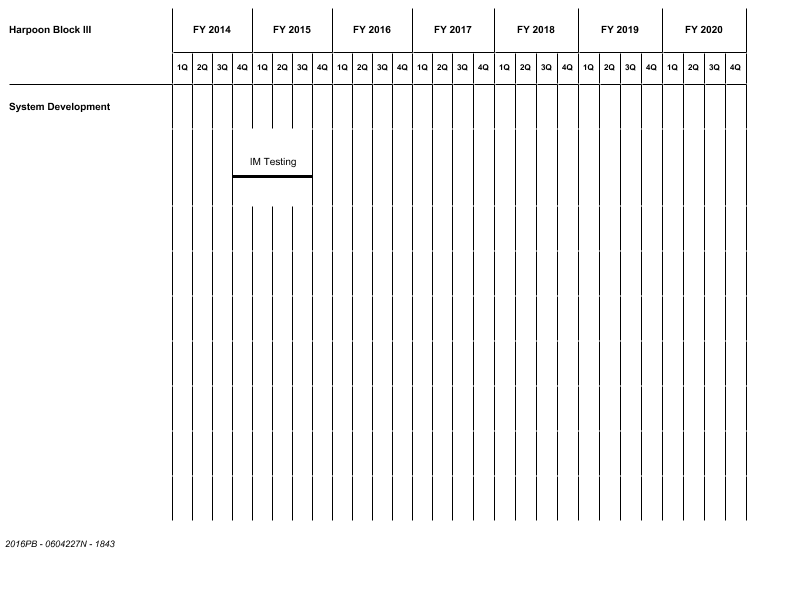 Harpoon Block III FY 2014 FY 2015 FY 2016 FY 2017 FY 2018 FY 2019 FY 2020
1Q 2Q 3Q 4Q 1Q 2Q 3Q 4Q 1Q 2Q 3Q 4Q 1Q 2Q 3Q 4Q 1Q 2Q 3Q 4Q 1Q 2Q 3Q 4Q 1Q 2Q 3Q 4Q
System Development
IM Testing
2016PB - 0604227N - 1843